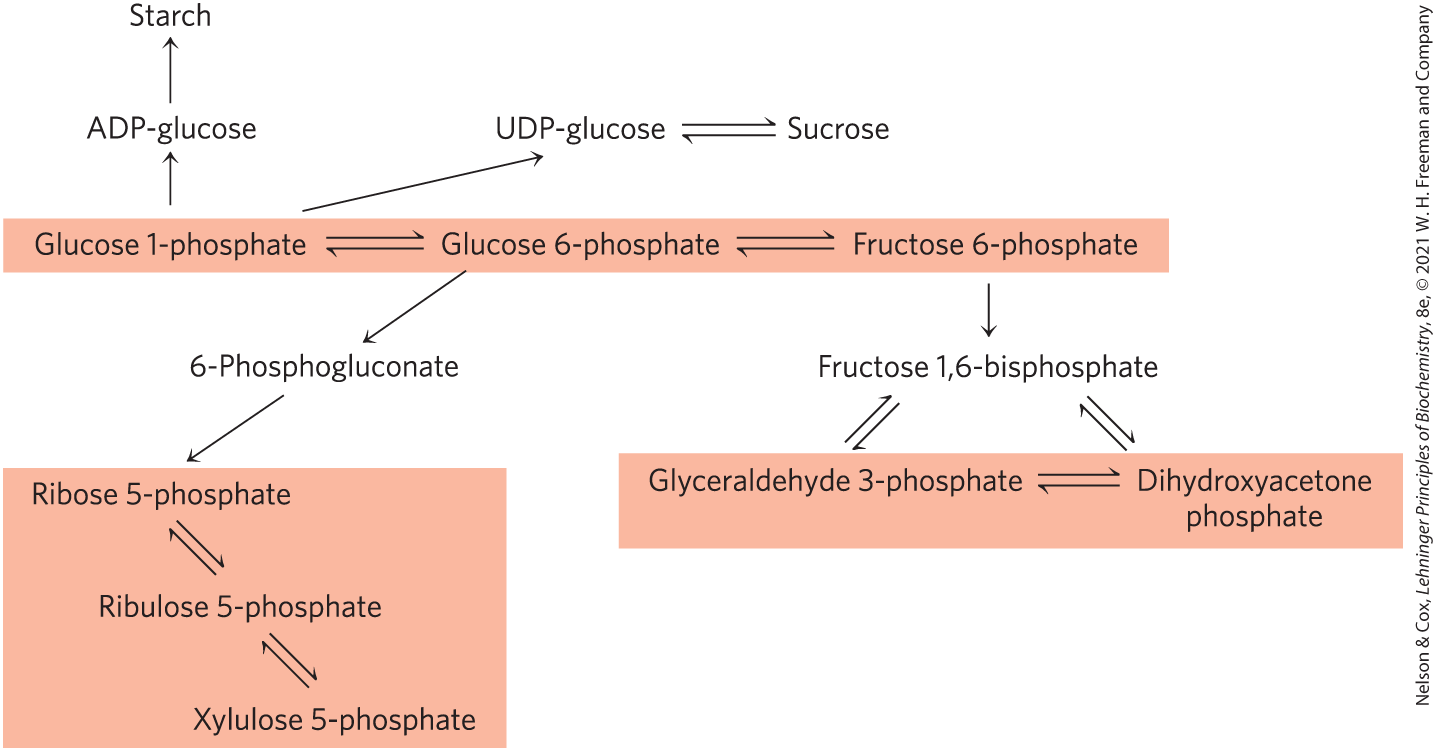 Starch
ADP-glucose
UDP-glucose
Sucrose
Glucose 1-phosphate
Glucose 6-phosphate
Fructose 6-phosphate
6-Phosphogluconate
Fructose 1,6-bisphosphate
Ribose 5-phosphate
Ribulose 5-phosphate
Xylulose 5-phosphate
Glyceraldehyde 3-phosphate
Dihydroxyacetone
phosphate
Nelson & Cox, Lehninger Principles of Biochemistry, 8e, © 2021 W. H. Freeman and Company